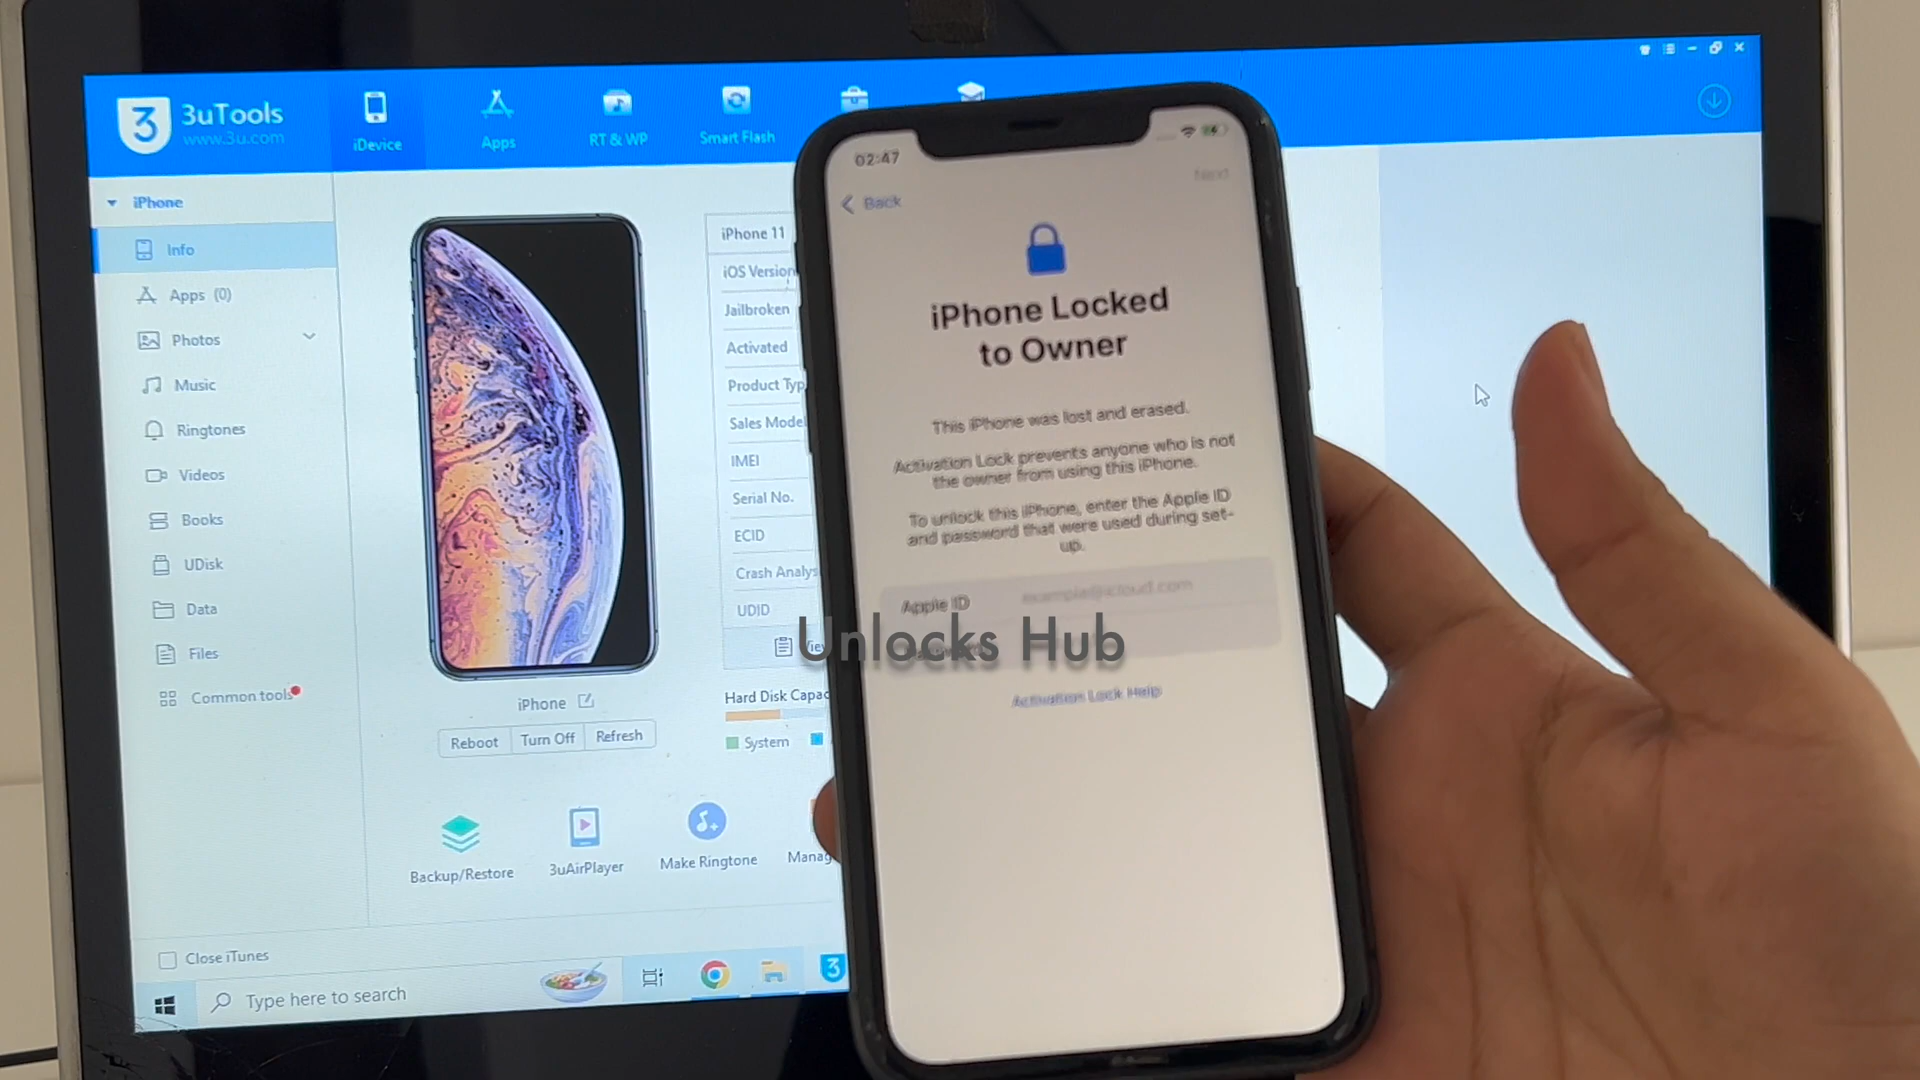 3uTools
www.3u.com
iDevice
Apps
RT & WP
Smart Flash
iPhone
Info
Apps (0)
Photos
Music
Ringtones
Videos
Books
UDisk
Data
Files
Common tools
Close iTunes
Type here to search
iPhone
Reboot
Turn Off
Refresh
Backup/Restore
3uAirPlayer
Make Ringtone
Manag
iPhone 11
iOS Version
Jailbroken
Activated
Product Typ
Sales Model
IMEI
Serial No.
ECID
Crash Analys
UDID
Hard Disk Capac
System
02:47
Back
Next
iPhone Locked
to Owner
This iPhone was lost and erased.
Activation Lock prevents anyone who is not
the owner from using this iPhone.
To unlock this iPhone, enter the Apple ID
and password that were used during set-
up.
Apple ID
example@icloud.com
Unlocks Hub
Activation Lock Help